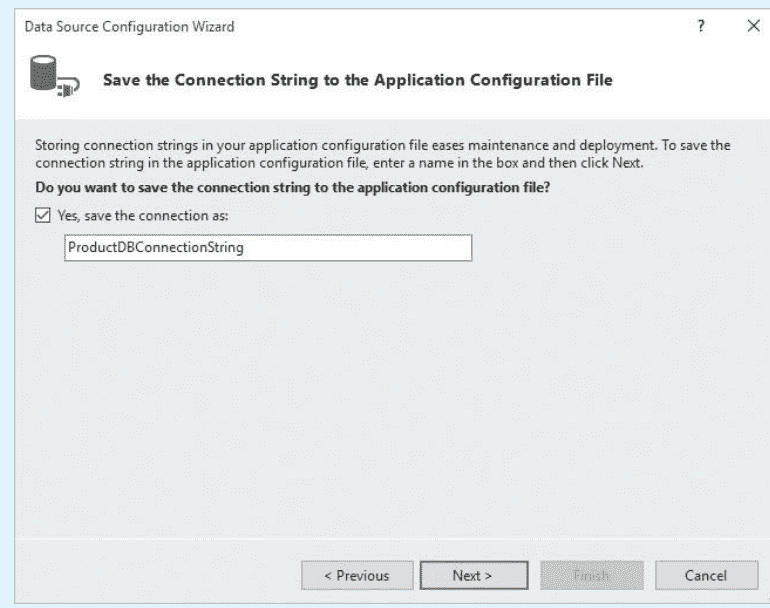 Data Source Configuration Wizard
?
Save the Connection String to the Application Configuration File
Storing connection strings in your application configuration file eases maintenance and deployment. To save the
connection string in the application configuration file, enter a name in the box and then click Next.
Do you want to save the connection string to the application configuration file?
Yes, save the connection as:
ProductDBConnectionString
< Previous
Next >
Finish
Cancel